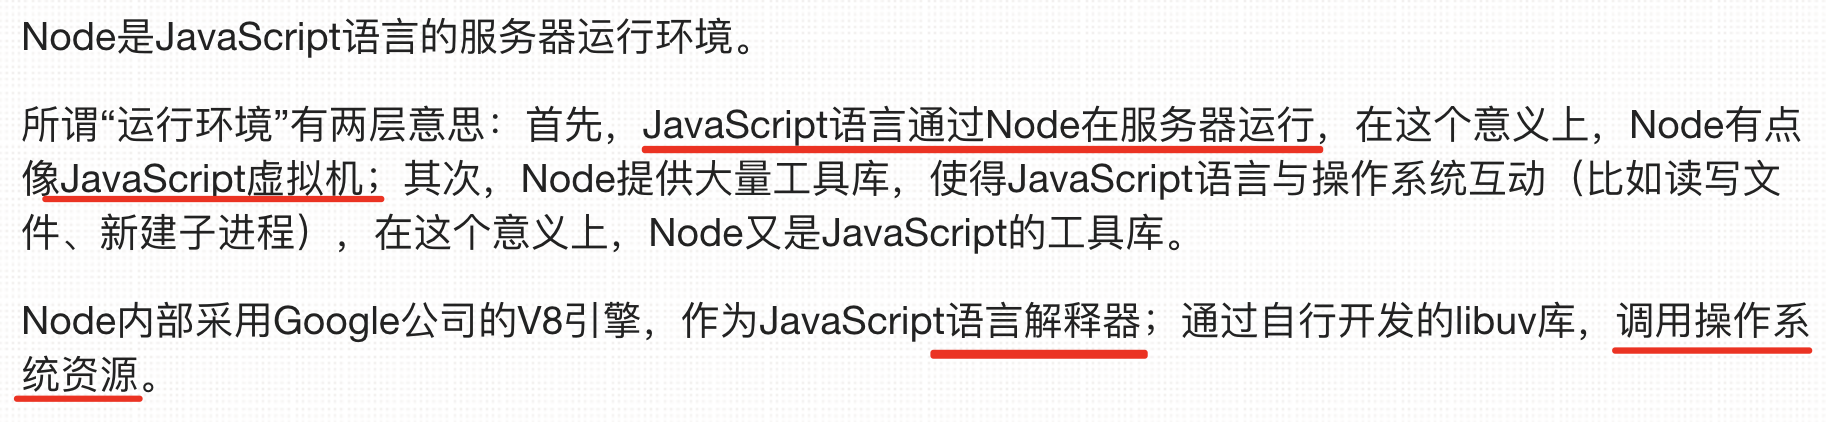 Node是JavaScript语言的服务器运行环境。
所谓“运行环境”有两层意思：首先，JavaScript语言通过Node在服务器运行，在这个意义上，Node有点
像JavaScript虚拟机；其次，Node提供大量工具库，使得JavaScript语言与操作系统互动（比如读写文
件、新建子进程），在这个意义上，Node又是JavaScript的工具库。
Node内部采用Google公司的V8引擎，作为JavaScript语言解释器；通过自行开发的libuv库，调用操作系
统资源。